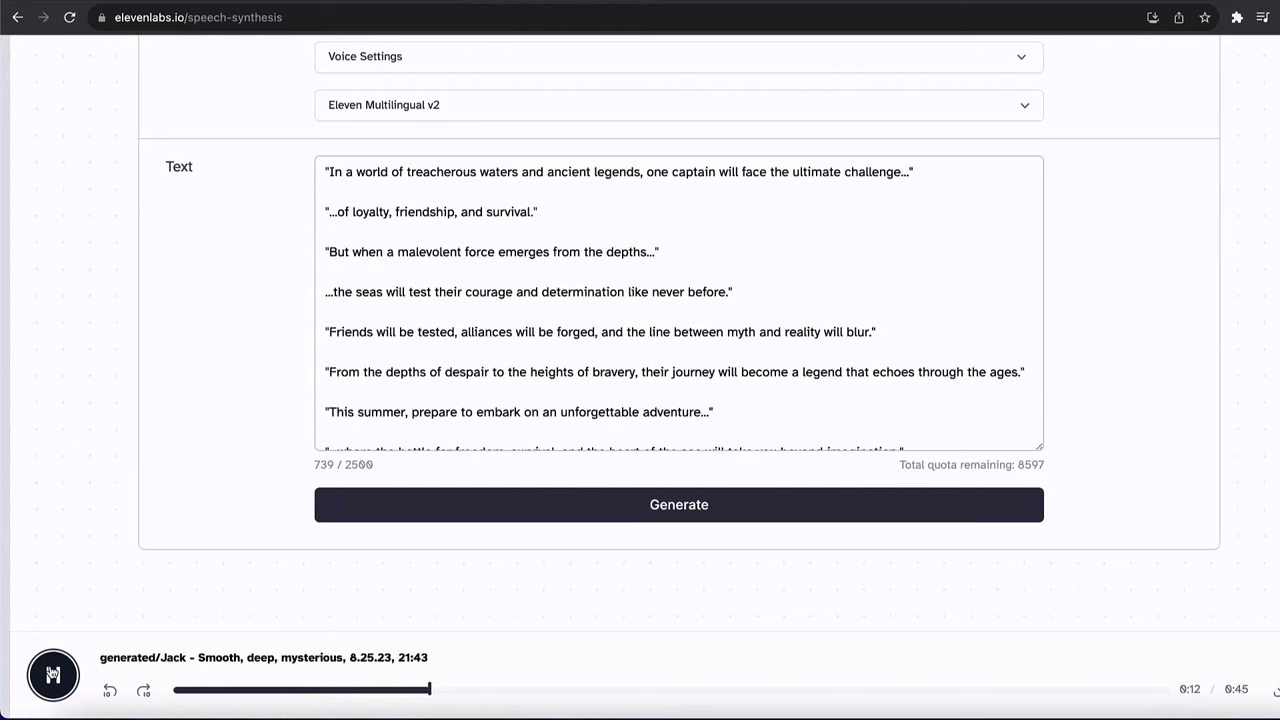 elevenlabs.io/speech-synthesis
Voice Settings
Eleven Multilingual v2
Text
"In a world of treacherous waters and ancient legends, one captain will face the ultimate challenge..."
"...of loyalty, friendship, and survival."
"But when a malevolent force emerges from the depths..."
...the seas will test their courage and determination like never before."
"Friends will be tested, alliances will be forged, and the line between myth and reality will blur."
"From the depths of despair to the heights of bravery, their journey will become a legend that echoes through the ages."
"This summer, prepare to embark on an unforgettable adventure..."
739 / 2500
Total quota remaining: 8597
Generate
generated/Jack - Smooth, deep, mysterious, 8.25.23, 21:43
10
10
0:12 / 0:45